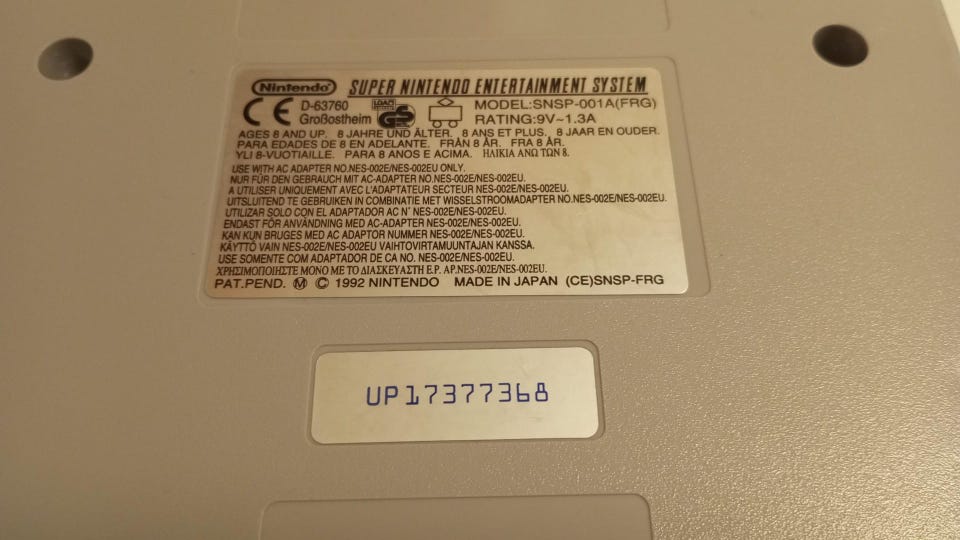 Nintendo SUPER NINTENDO ENTERTAINMENT SYSTEM
CE D-63760 GS MODEL:SNSP-001A(FRG)
Großostheim RATING:9V~1.3A
AGES 8 AND UP. 8 JAHRE UND ÄLTER. 8 ANS ET PLUS. 8 JAAR EN OUDER.
PARA EDADES DE 8 EN ADELANTE. FRÅN 8 ÅR. FRA 8 ÅR.
YLI 8-VUOTIAILLE. PARA 8 ANOS E ACIMA. ΗΛΙΚΙΑ ΑΝΩ ΤΩΝ 8.
USE WITH AC ADAPTER NO.NES-002E/NES-002EU ONLY.
NUR FÜR DEN GEBRAUCH MIT AC-ADAPTER NES-002E/NES-002EU.
A UTILISER UNIQUEMENT AVEC L'ADAPTATEUR SECTEUR NES-002E/NES-002EU.
UITSLUITEND TE GEBRUIKEN IN COMBINATIE MET WISSELSTROOMADAPTER NO.NES-002E/NES-002EU.
UTILIZAR SOLO CON EL ADAPTADOR AC N° NES-002E/NES-002EU.
ENDAST FÖR ANVÄNDNING MED AC-ADAPTER NES-002E/NES-002EU.
KAN KUN BRUGES MED AC ADAPTOR NUMMER NES-002E/NES-002EU.
KÄYTTÖ VAIN NES-002E/NES-002EU VAIHTOVIRTAMUUNTAJAN KANSSA.
USE SOMENTE COM ADAPTADOR DE CA NO. NES-002E/NES-002EU.
ΧΡΗΣΙΜΟΠΟΙΗΣΤΕ ΜΟΝΟ ΜΕ ΤΟ ΔΙΑΣΚΕΥΑΣΤΗ Ε.Ρ. ΑΡ.NES-002E/NES-002EU.
PAT.PEND. Ⓜ © 1992 NINTENDO MADE IN JAPAN (CE)SNSP-FRG
UP17377368